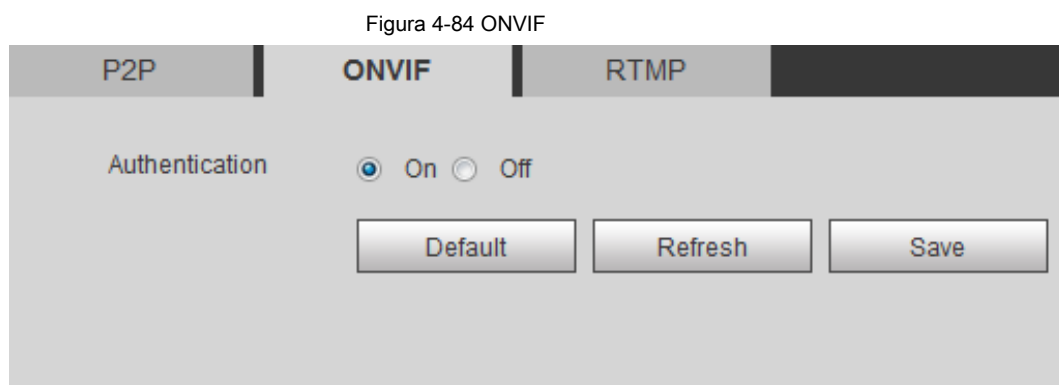 Figura 4-84 ONVIF
P2P ONVIF RTMP
Authentication On Off
Default Refresh Save